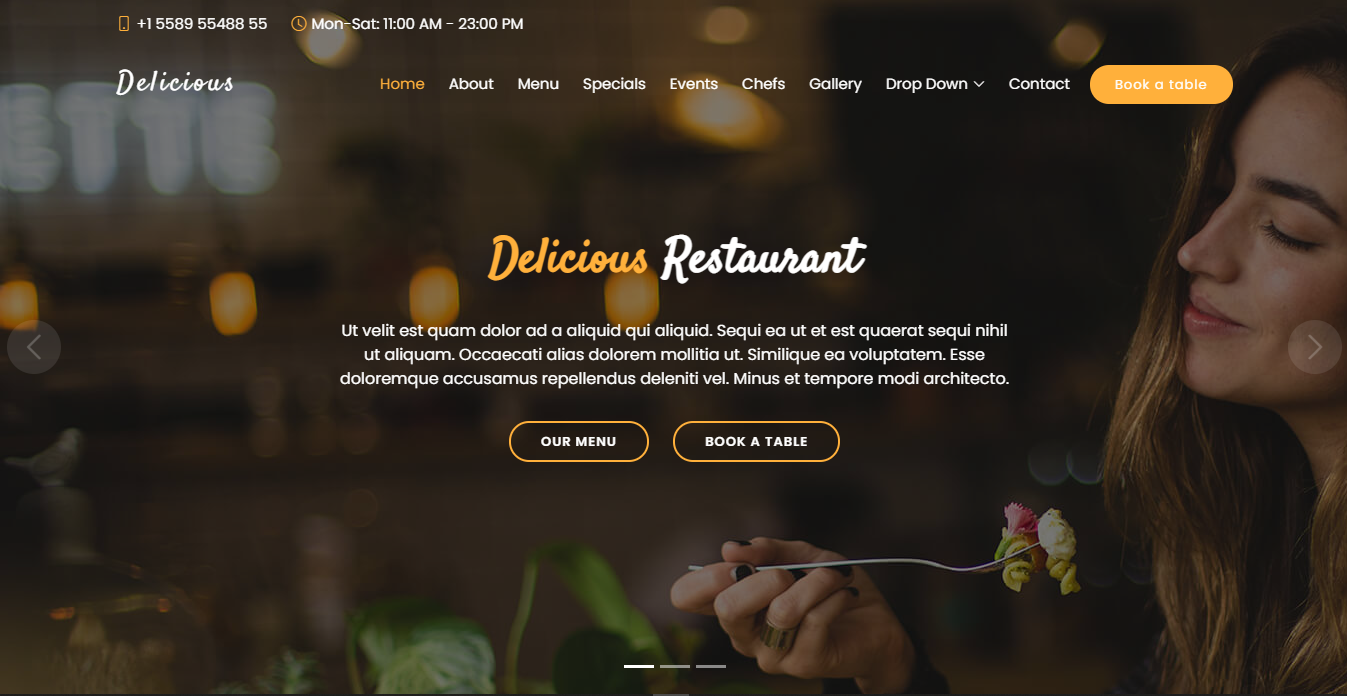 +1 5589 55488 55 Mon-Sat: 11:00 AM - 23:00 PM
Delicious Home About Menu Specials Events Chefs Gallery Drop Down Contact Book a table
Delicious Restaurant
Ut velit est quam dolor ad a aliquid qui aliquid. Sequi ea ut et est quaerat sequi nihil
ut aliquam. Occaecati alias dolorem mollitia ut. Similique ea voluptatem. Esse
doloremque accusamus repellendus deleniti vel. Minus et tempore modi architecto.
OUR MENU BOOK A TABLE